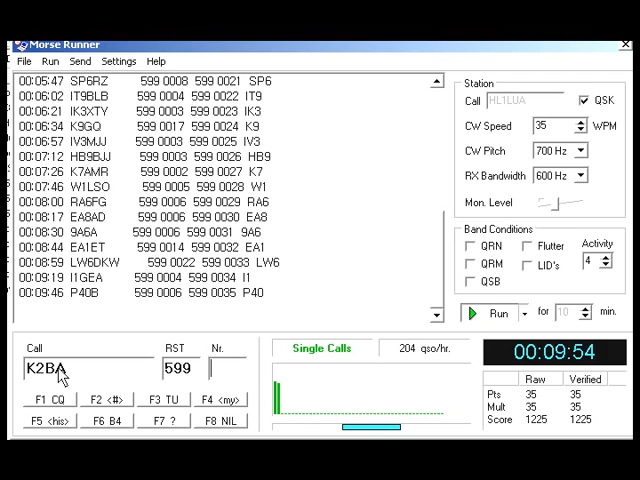 Morse Runner
File Run Send Settings Help
00:05:47 SP6RZ 599 0008 599 0021 SP6
00:06:02 IT9BLB 599 0004 599 0022 IT9
00:06:21 IK3XTY 599 0003 599 0023 IK3
00:06:34 K9GQ 599 0017 599 0024 K9
00:06:57 IV3MJJ 599 0003 599 0025 IV3
00:07:12 HB9BJJ 599 0003 599 0026 HB9
00:07:26 K7AMR 599 0002 599 0027 K7
00:07:46 W1LSO 599 0005 599 0028 W1
00:08:00 RA6FG 599 0006 599 0029 RA6
00:08:17 EA8AD 599 0006 599 0030 EA8
00:08:30 9A6A 599 0006 599 0031 9A6
00:08:44 EA1ET 599 0014 599 0032 EA1
00:08:59 LW6DKW 599 0022 599 0033 LW6
00:09:19 I1GEA 599 0004 599 0034 I1
00:09:46 P40B 599 0006 599 0035 P40
Station
Call HL1LUA QSK
CW Speed 35 WPM
CW Pitch 700 Hz
RX Bandwidth 600 Hz
Mon. Level
Band Conditions
QRN Flutter Activity
QRM LID's 4
QSB
Run for 10 min.
Call RST Nr.
K2BA 599
F1 CQ F2 <#> F3 TU F4 <my>
F5 <his> F6 B4 F7 ? F8 NIL
Single Calls 204 qso/hr.
00:09:54
Raw Verified
Pts 35 35
Mult 35 35
Score 1225 1225